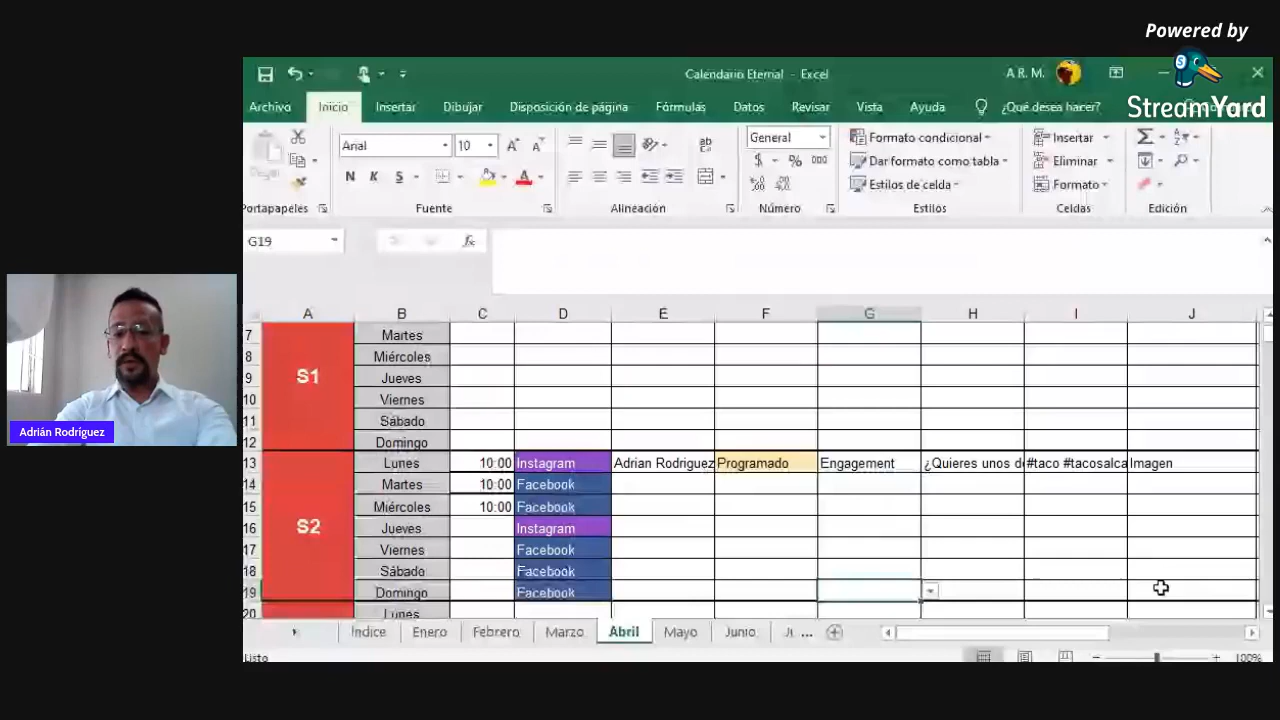 Powered by
StreamYard
Calendario Eternal - Excel
A R. M.
Archivo Inicio Insertar Dibujar Disposición de página Fórmulas Datos Revisar Vista Ayuda ¿Qué desea hacer?
Arial 10 General Formato condicional Insertar
N K S $ % 000 Dar formato como tabla Eliminar
Estilos de celda Formato
Portapapeles Fuente Alineación Número Estilos Celdas Edición
G19 fx
A B C D E F G H I J
7 Martes
8 Miércoles
9 S1 Jueves
10 Viernes
11 Sábado
12 Domingo
13 Lunes 10:00 Instagram Adrian Rodriguez Programado Engagement ¿Quieres unos de #taco #tacosalca Imagen
14 Martes 10:00 Facebook
15 Miércoles 10:00 Facebook
16 S2 Jueves Instagram
17 Viernes Facebook
18 Sábado Facebook
19 Domingo Facebook
20 Lunes
Índice Enero Febrero Marzo Abril Mayo Junio ...
Listo 100%
Adrián Rodríguez